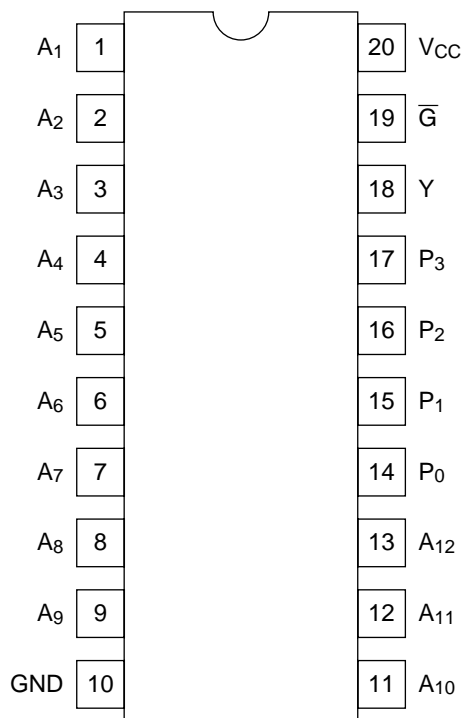 A₁ 1 20 V_CC
A₂ 2 19 G̅
A₃ 3 18 Y
A₄ 4 17 P₃
A₅ 5 16 P₂
A₆ 6 15 P₁
A₇ 7 14 P₀
A₈ 8 13 A₁₂
A₉ 9 12 A₁₁
GND 10 11 A₁₀